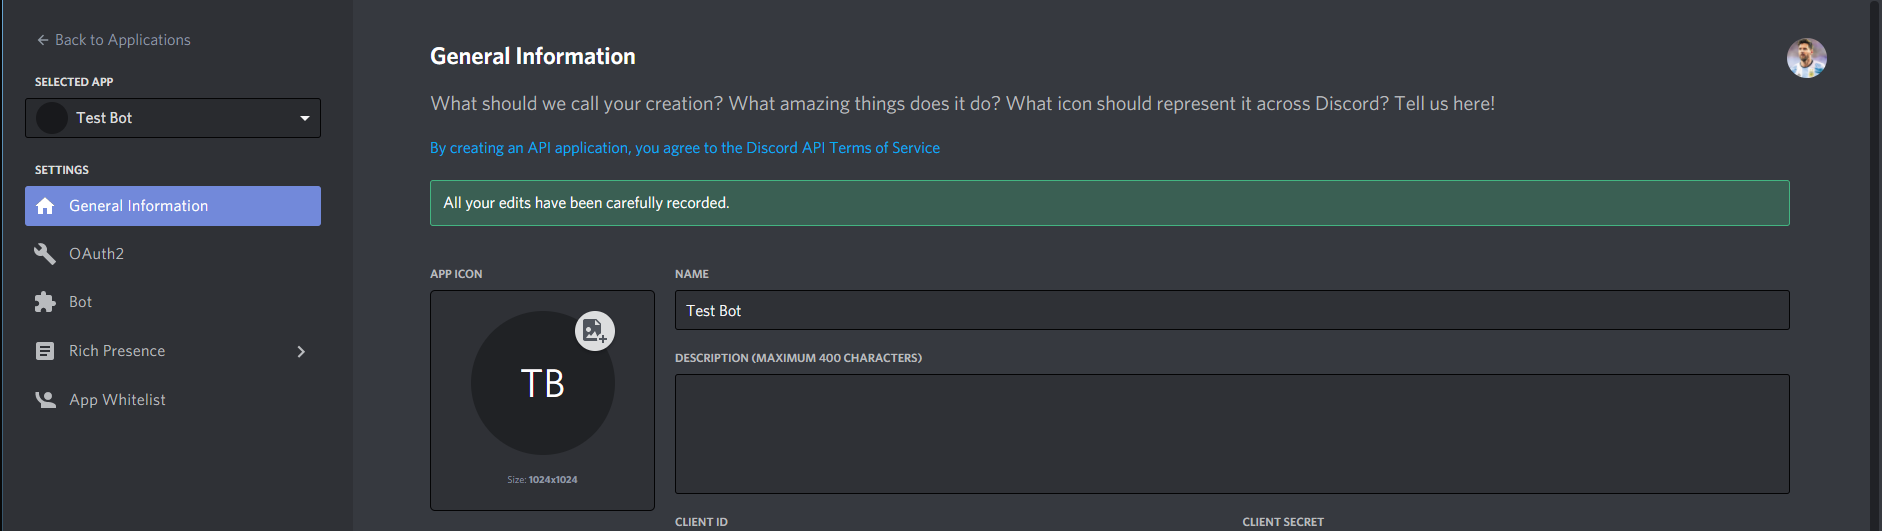 Back to Applications
SELECTED APP
Test Bot
SETTINGS
General Information
OAuth2
Bot
Rich Presence
App Whitelist
General Information
What should we call your creation? What amazing things does it do? What icon should represent it across Discord? Tell us here!
By creating an API application, you agree to the Discord API Terms of Service
All your edits have been carefully recorded.
APP ICON
TB
Size: 1024x1024
NAME
Test Bot
DESCRIPTION (MAXIMUM 400 CHARACTERS)
CLIENT ID
CLIENT SECRET